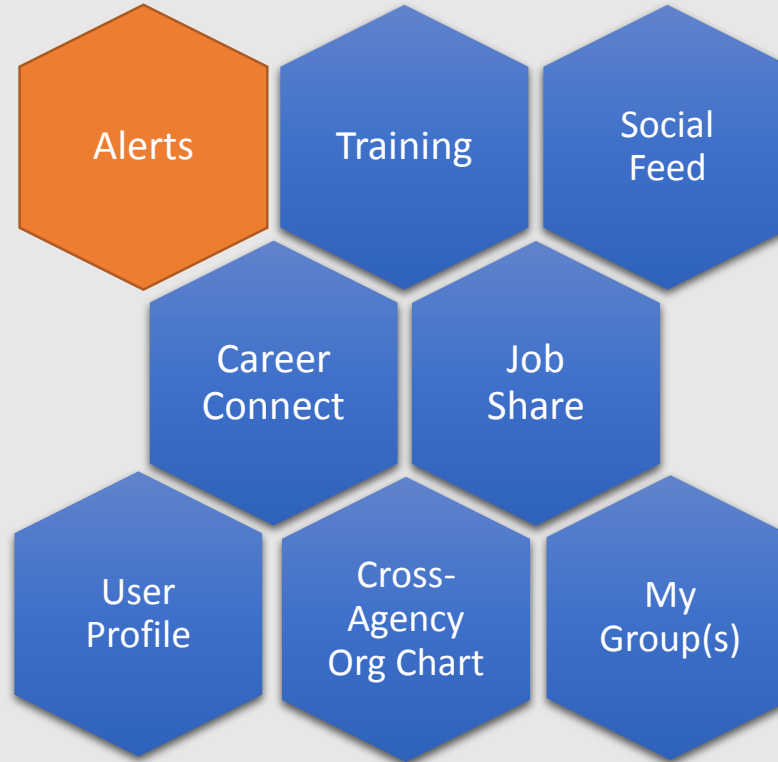 Alerts
Training
Social
Feed
Career
Connect
Job
Share
User
Profile
Cross-
Agency
Org Chart
My
Group(s)